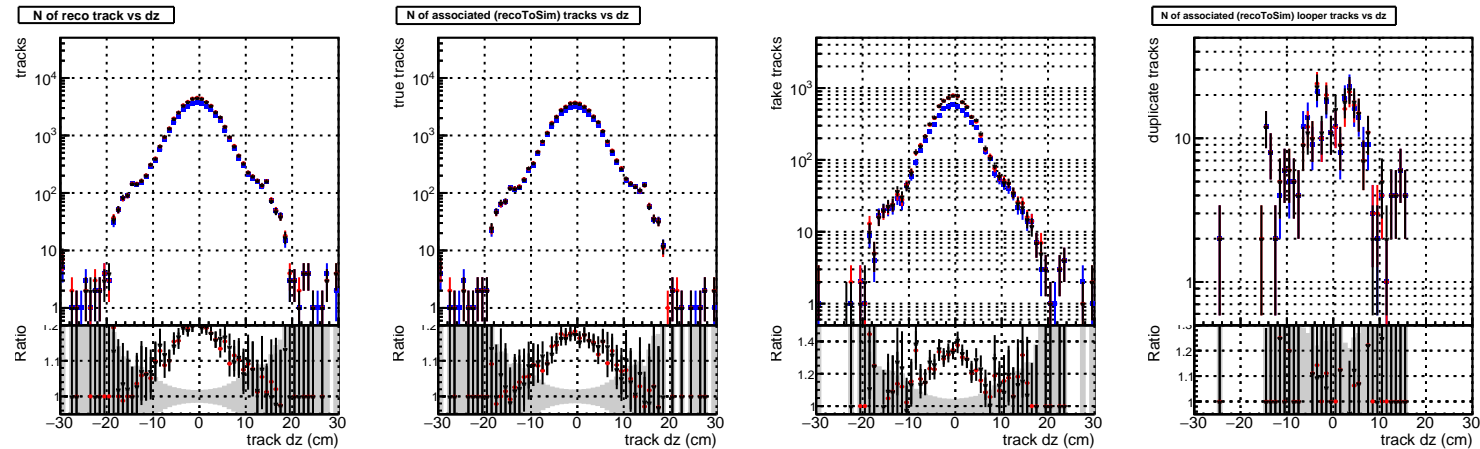 N of reco track vs dz
tracks
10⁴
10³
10²
10
1
Ratio
1.2
1.1
1
−30 −20 −10 0 10 20 30
track dz (cm)
N of associated (recoToSim) tracks vs dz
true tracks
10⁴
10³
10²
10
1
Ratio
1.2
1.1
1
−30 −20 −10 0 10 20 30
track dz (cm)
fake tracks
10³
10²
10
1
Ratio
1.4
1.2
1
−30 −20 −10 0 10 20 30
track dz (cm)
N of associated (recoToSim) looper tracks vs dz
duplicate tracks
10
1
Ratio
1.3
1.2
1.1
1
−30 −20 −10 0 10 20 30
track dz (cm)